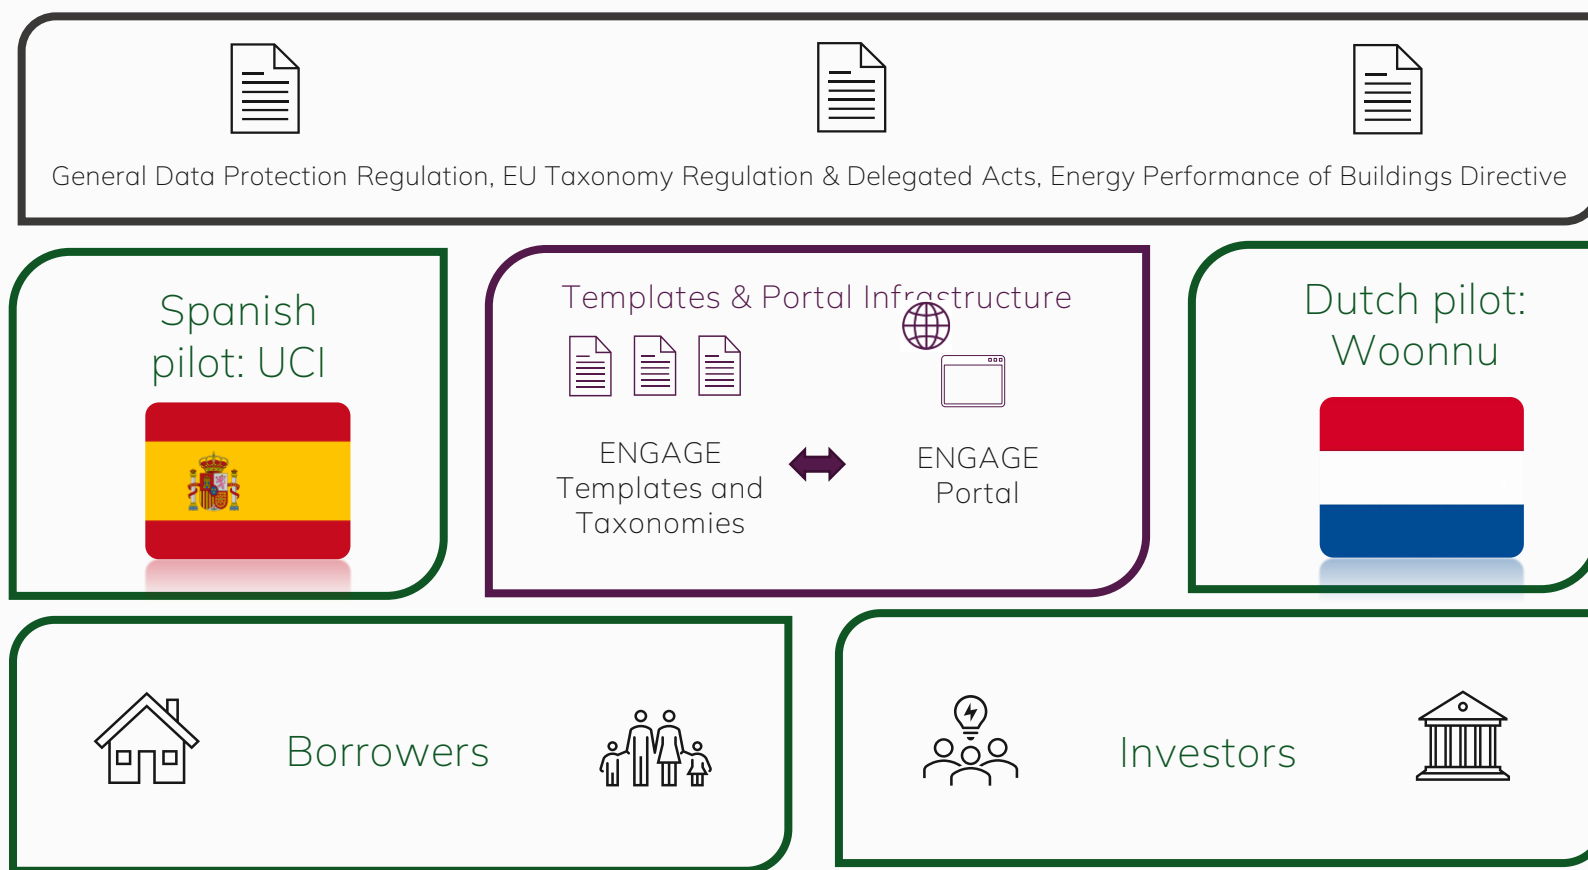 General Data Protection Regulation, EU Taxonomy Regulation & Delegated Acts, Energy Performance of Buildings Directive
Spanish
pilot: UCI
Templates & Portal Infrastructure
ENGAGE
Templates and
Taxonomies
ENGAGE
Portal
Dutch pilot:
Woonnu
Borrowers
Investors